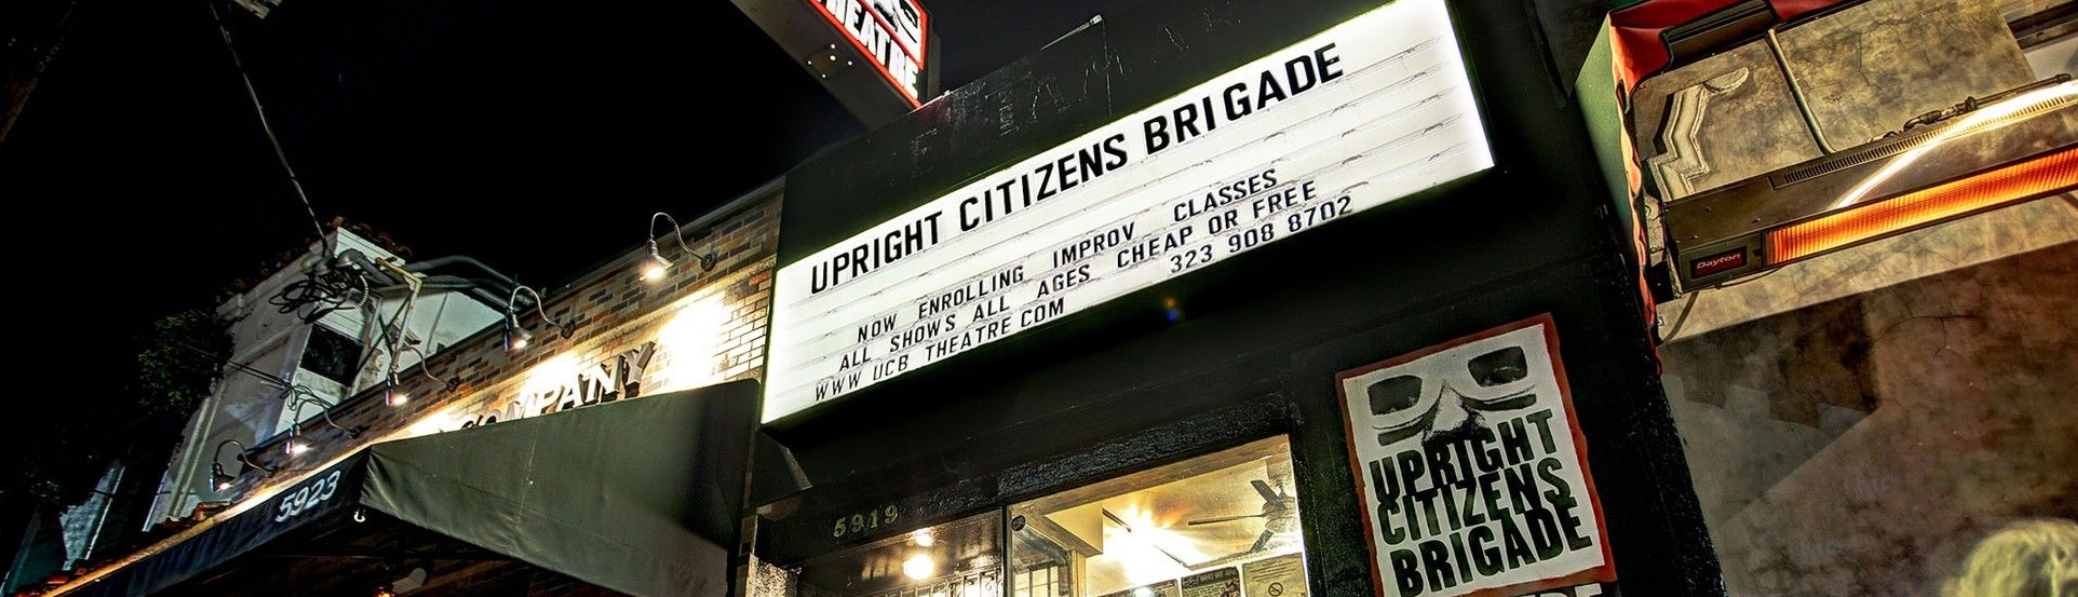 THEATRE
UPRIGHT CITIZENS BRIGADE
NOW ENROLLING IMPROV CLASSES
ALL SHOWS ALL AGES CHEAP OR FREE
WWW UCB THEATRE COM 323 908 8702
COMPANY
5923
5919
Dayton
UPRIGHT
CITIZENS
BRIGADE